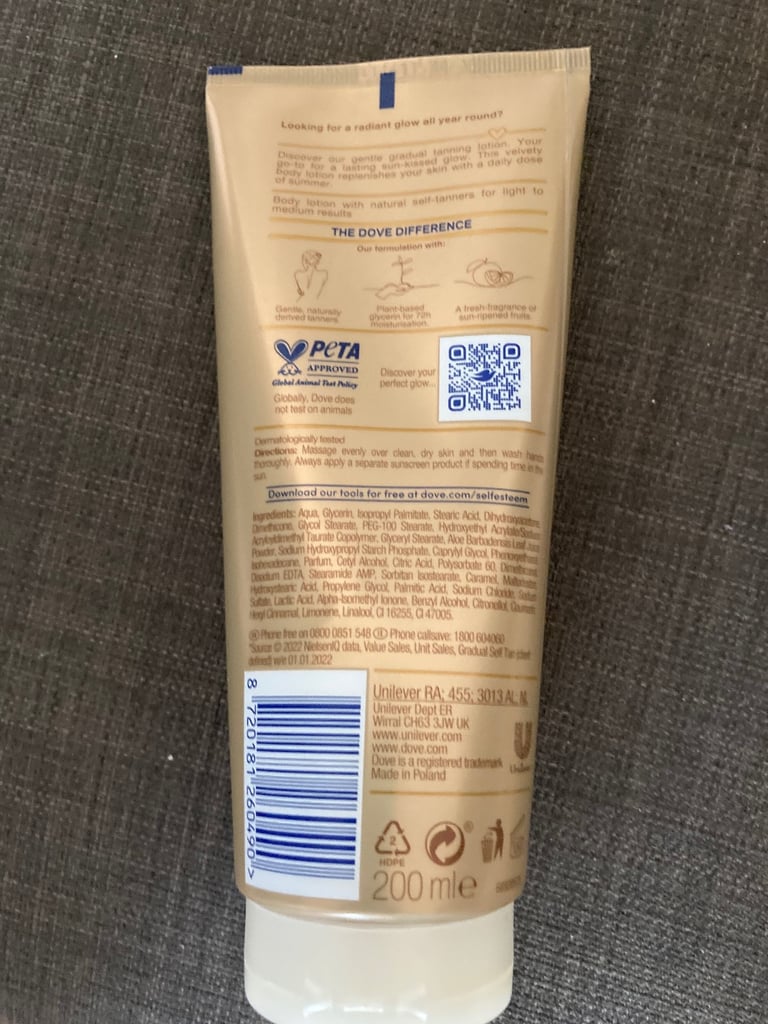 Looking for a radiant glow all year round?
Discover our gentle gradual tanning lotion. Your
go-to for a lasting sun-kissed glow. This velvety
body lotion replenishes your skin with a daily dose
of summer.
Body lotion with natural self-tanners for light to
medium results
THE DOVE DIFFERENCE
Our formulation with:
Gentle, naturally
derived tanners.
Plant-based
glycerin for 72h
moisturisation.
A fresh-fragrance of
sun-ripened fruits.
PETA
APPROVED
Global Animal Test Policy
Globally, Dove does
not test on animals
Discover your
perfect glow...
Dermatologically tested
Directions: Massage evenly over clean, dry skin and then wash hands
thoroughly. Always apply a separate sunscreen product if spending time in the
sun.
Download our tools for free at dove.com/selfesteem
Ingredients: Aqua, Glycerin, Isopropyl Palmitate, Stearic Acid, Dihydroxyacetone,
Dimethicone, Glycol Stearate, PEG-100 Stearate, Hydroxyethyl Acrylate/Sodium
Acryloyldimethyl Taurate Copolymer, Glyceryl Stearate, Aloe Barbadensis Leaf Juice
Powder, Sodium Hydroxypropyl Starch Phosphate, Caprylyl Glycol, Phenoxyethanol,
Isohexadecane, Parfum, Cetyl Alcohol, Citric Acid, Polysorbate 60,
Disodium EDTA, Stearamide AMP, Sorbitan Isostearate, Caramel,
Hydroxystearic Acid, Propylene Glycol, Palmitic Acid, Sodium Chloride, Sodium
Sulfate, Lactic Acid, Alpha-Isomethyl Ionone, Benzyl Alcohol, Citronellol, Coumarin,
Hexyl Cinnamal, Limonene, Linalool, CI 16255, CI 47005.
Phone free on 0800 0851 548 Phone callsave: 1800 604060
*Source © 2022 NielsenIQ data, Value Sales, Unit Sales, Gradual Self Tan (client
defined) w/e 01.01.2022
8 720181 260490 >
Unilever RA; 455; 3013 AL; NL
Unilever Dept ER
Wirral CH63 3JW UK
www.unilever.com
www.dove.com
Dove is a registered trademark
Made in Poland
Unilever
2
HDPE
200 ml e